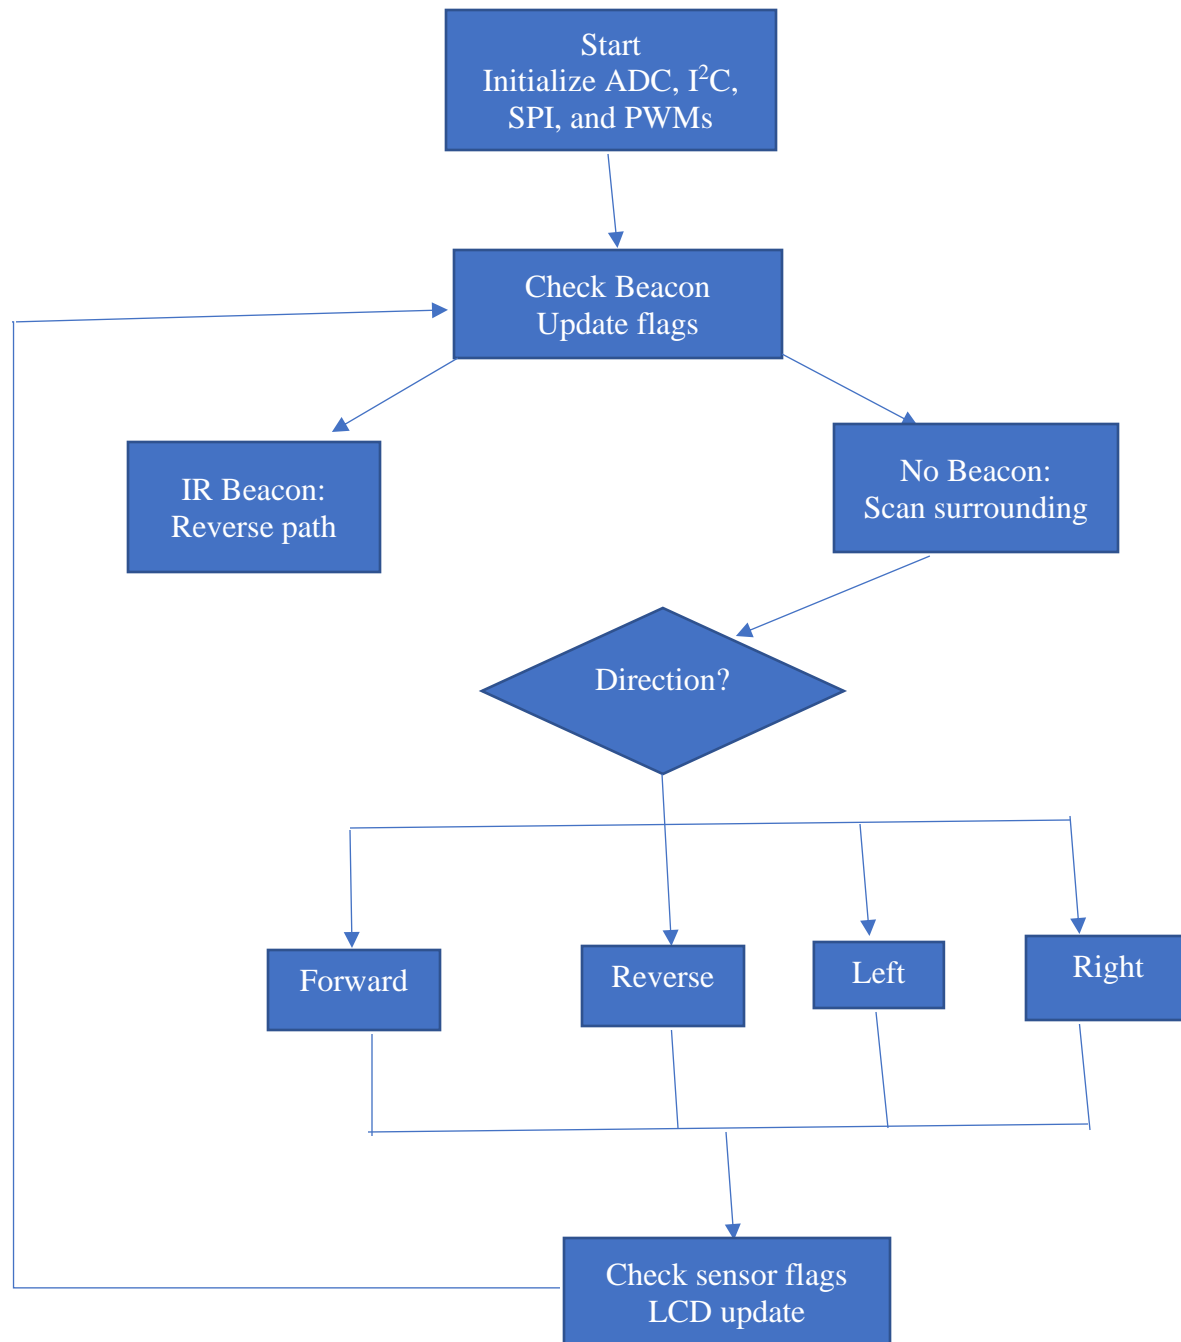 Start
Initialize ADC, I²C,
SPI, and PWMs
Check Beacon
Update flags
IR Beacon:
Reverse path
No Beacon:
Scan surrounding
Direction?
Forward
Reverse
Left
Right
Check sensor flags
LCD update